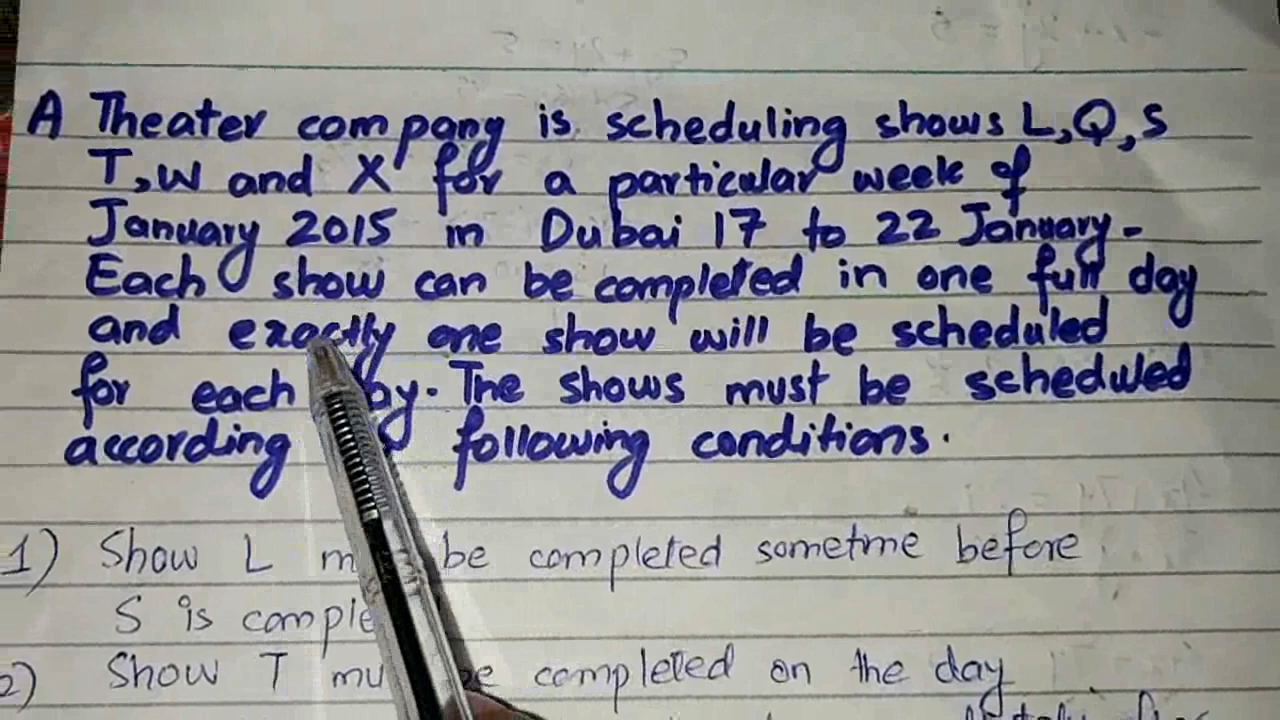 A Theater company is scheduling shows L,Q,S
T,W and X for a particular week of
January 2015 in Dubai 17 to 22 January.
Each show can be completed in one full day
and exactly one show will be scheduled
for each day. The shows must be scheduled
according following conditions.
1) Show L be completed sometme before
S is comple
2) Show T be completed on the day